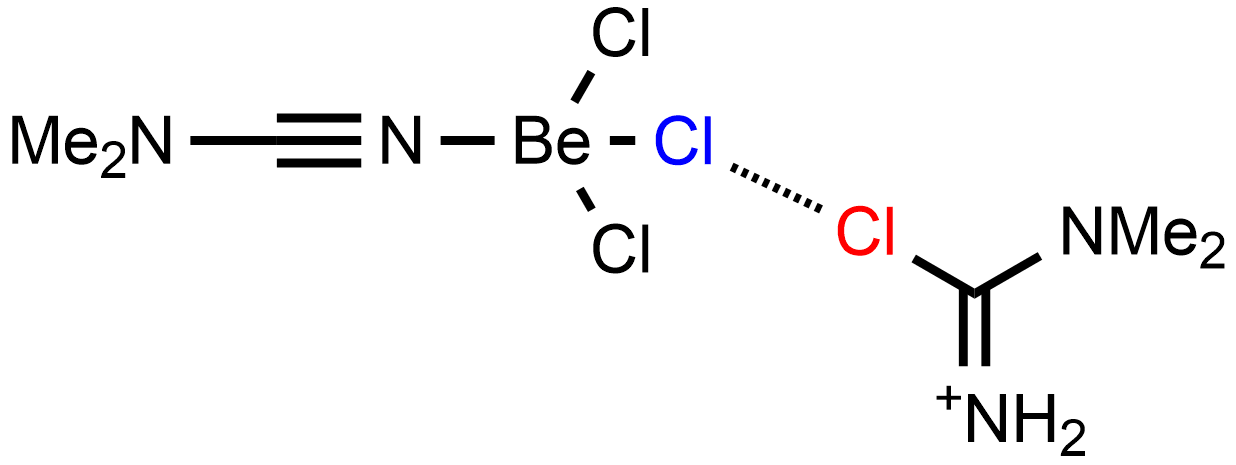 Cl
Me₂N N Be Cl
Cl
Cl NMe₂
⁺NH₂